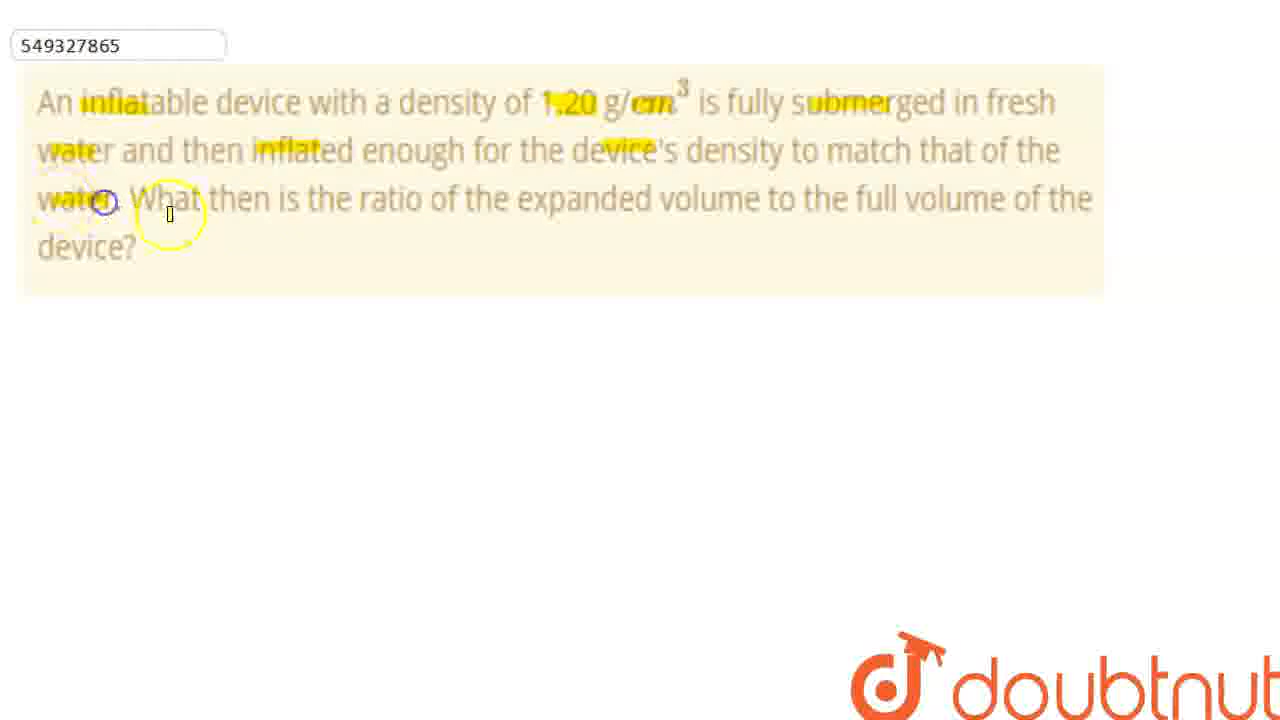 549327865
An inflatable device with a density of 1.20 g/cm³ is fully submerged in fresh
water and then inflated enough for the device's density to match that of the
water. What then is the ratio of the expanded volume to the full volume of the
device?
doubtnut